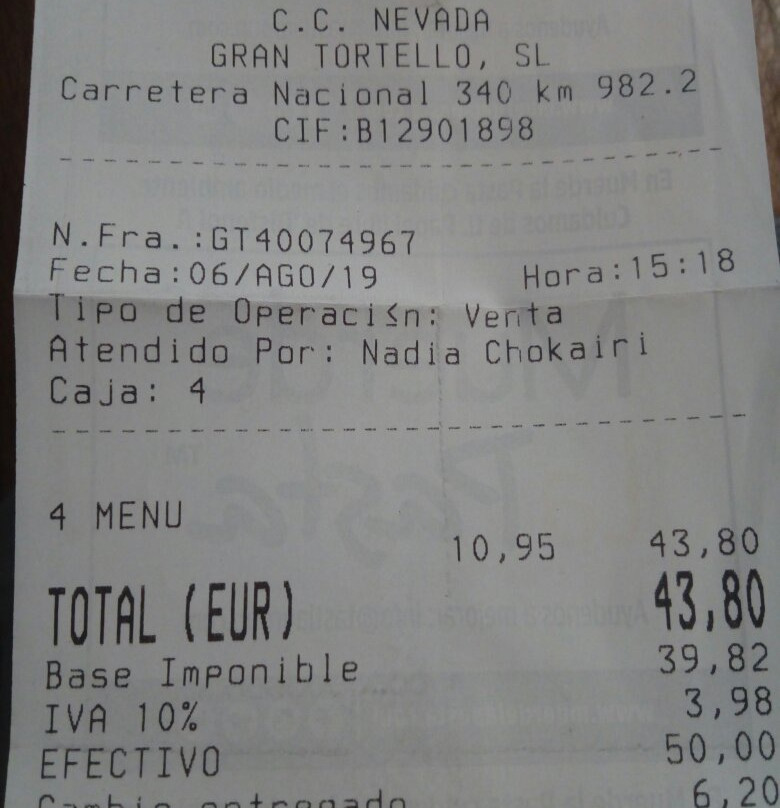 C.C. NEVADA
GRAN TORTELLO, SL
Carretera Nacional 340 km 982.2
CIF:B12901898
N.Fra.:GT40074967
Fecha:06/AGO/19 Hora:15:18
Tipo de Operaci≤n: Venta
Atendido Por: Nadia Chokairi
Caja: 4
4 MENU
10,95 43,80
TOTAL (EUR) 43,80
Base Imponible 39,82
IVA 10% 3,98
EFECTIVO 50,00
Cambio entregado 6,20